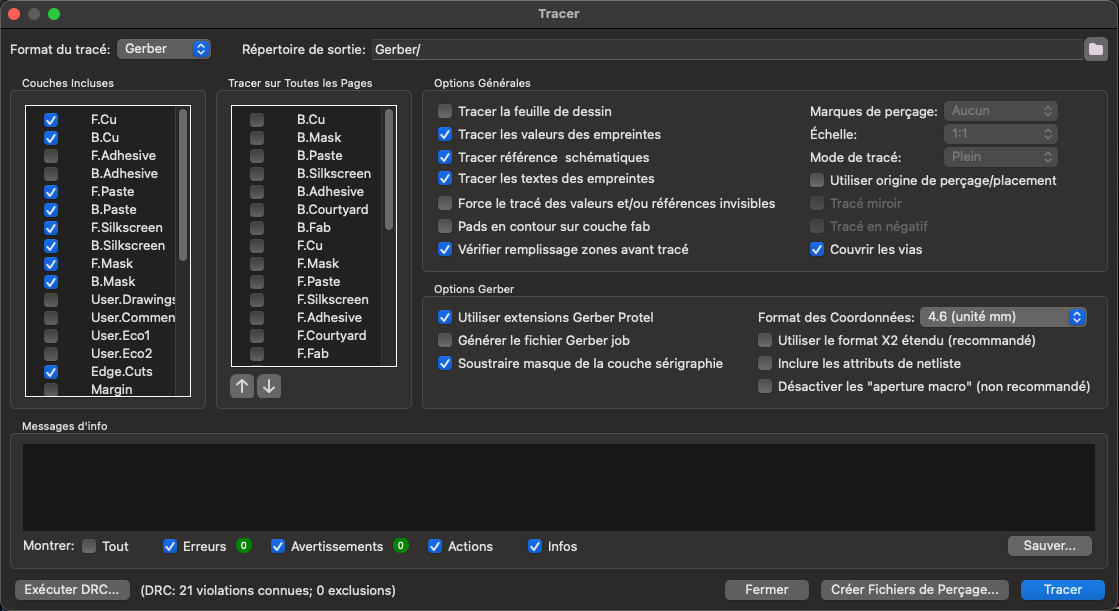 Tracer
Format du tracé: Gerber Répertoire de sortie: Gerber/
Couches Incluses
F.Cu
B.Cu
F.Adhesive
B.Adhesive
F.Paste
B.Paste
F.Silkscreen
B.Silkscreen
F.Mask
B.Mask
User.Drawings
User.Commen
User.Eco1
User.Eco2
Edge.Cuts
Margin
Tracer sur Toutes les Pages
B.Cu
B.Mask
B.Paste
B.Silkscreen
B.Adhesive
B.Courtyard
B.Fab
F.Cu
F.Mask
F.Paste
F.Silkscreen
F.Adhesive
F.Courtyard
F.Fab
Options Générales
Tracer la feuille de dessin
Tracer les valeurs des empreintes
Tracer référence schématiques
Tracer les textes des empreintes
Force le tracé des valeurs et/ou références invisibles
Pads en contour sur couche fab
Vérifier remplissage zones avant tracé
Marques de perçage: Aucun
Échelle: 1:1
Mode de tracé: Plein
Utiliser origine de perçage/placement
Tracé miroir
Tracé en négatif
Couvrir les vias
Options Gerber
Utiliser extensions Gerber Protel
Générer le fichier Gerber job
Soustraire masque de la couche sérigraphie
Format des Coordonnées: 4.6 (unité mm)
Utiliser le format X2 étendu (recommandé)
Inclure les attributs de netliste
Désactiver les "aperture macro" (non recommandé)
Messages d'info
Montrer: Tout Erreurs 0 Avertissements 0 Actions Infos Sauver...
Exécuter DRC... (DRC: 21 violations connues; 0 exclusions) Fermer Créer Fichiers de Perçage... Tracer